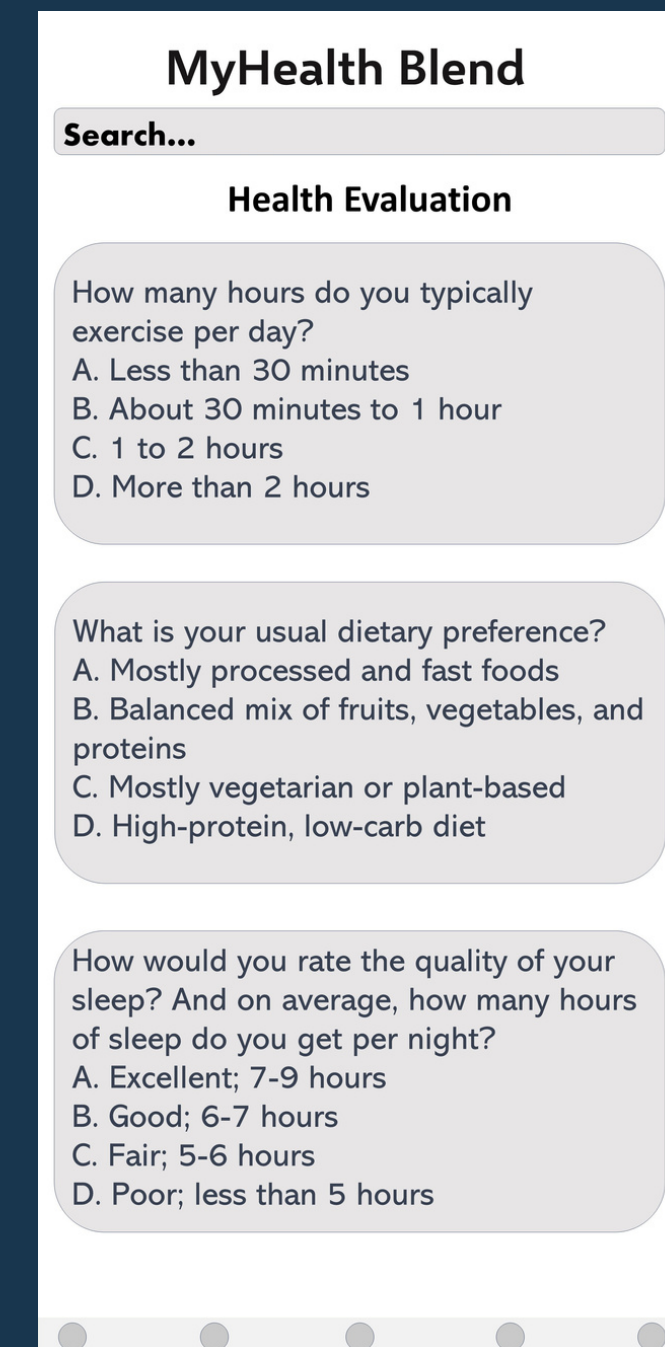 MyHealth Blend
Search...
Health Evaluation
How many hours do you typically
exercise per day?
A. Less than 30 minutes
B. About 30 minutes to 1 hour
C. 1 to 2 hours
D. More than 2 hours
What is your usual dietary preference?
A. Mostly processed and fast foods
B. Balanced mix of fruits, vegetables, and
proteins
C. Mostly vegetarian or plant-based
D. High-protein, low-carb diet
How would you rate the quality of your
sleep? And on average, how many hours
of sleep do you get per night?
A. Excellent; 7-9 hours
B. Good; 6-7 hours
C. Fair; 5-6 hours
D. Poor; less than 5 hours